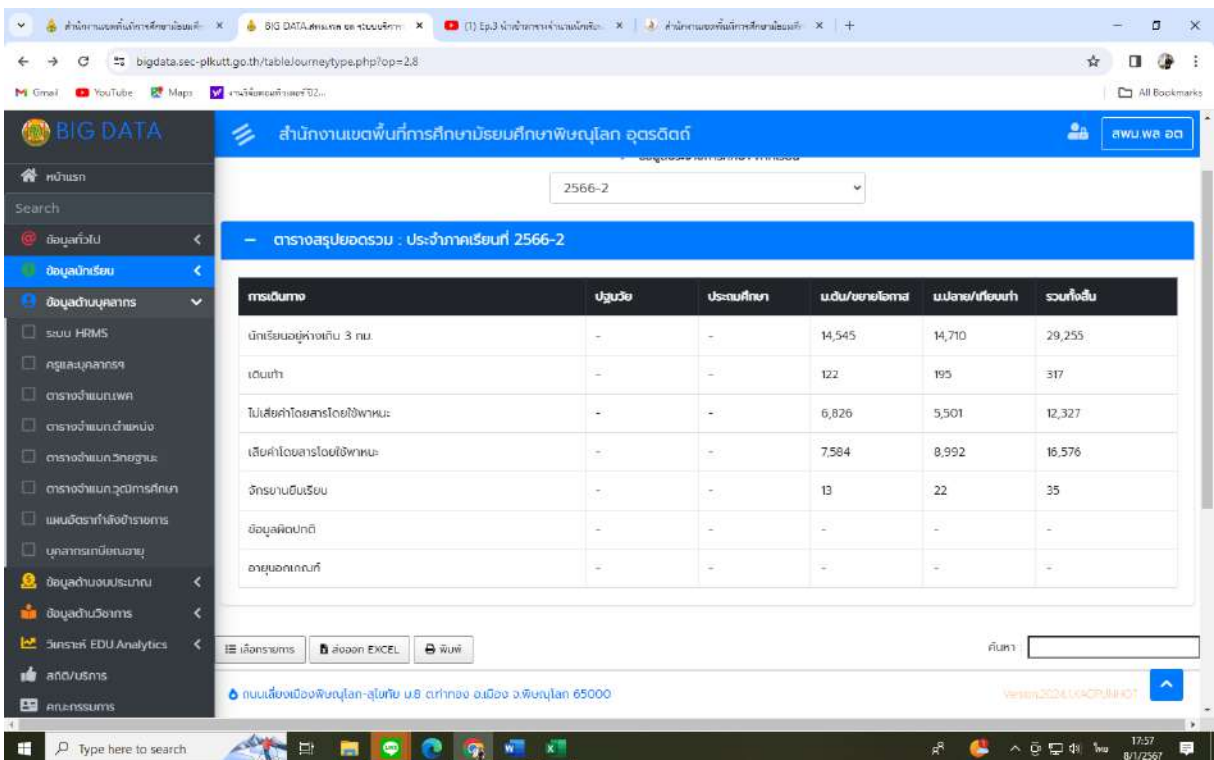 BIG DATA.สพม.พล อต ระบบบริการ
bigdata.sec-plkutt.go.th/tableJourneytype.php?op=2.8
Gmail YouTube Maps All Bookmarks
BIG DATA
สำนักงานเขตพื้นที่การศึกษามัธยมศึกษาพิษณุโลก อุตรดิตถ์
สพม.พล อต
หน้าแรก
Search
ข้อมูลทั่วไป
ข้อมูลนักเรียน
ข้อมูลด้านบุคลากร
ระบบ HRMS
ครูและบุคลากรฯ
ตารางจำแนก.เพศ
ตารางจำแนก.ตำแหน่ง
ตารางจำแนก.วิทยฐานะ
ตารางจำแนก.วุฒิการศึกษา
แผนอัตรากำลังข้าราชการ
บุคลากรเกษียณอายุ
ข้อมูลด้านงบประมาณ
ข้อมูลด้านวิชาการ
วิเคราะห์ EDU.Analytics
สถิติ/บริการ
คณะกรรมการ
2566-2
ตารางสรุปยอดรวม : ประจำภาคเรียนที่ 2566-2
การเดินทาง ปฐมวัย ประถมศึกษา ม.ต้น/ขยายโอกาส ม.ปลาย/เทียบเท่า รวมทั้งสิ้น
นักเรียนอยู่ห่างเกิน 3 กม. - - 14,545 14,710 29,255
เดินเท้า - - 122 195 317
ไม่เสียค่าโดยสารโดยใช้พาหนะ - - 6,826 5,501 12,327
เสียค่าโดยสารโดยใช้พาหนะ - - 7,584 8,992 16,576
จักรยานยืมเรียน - - 13 22 35
ข้อมูลผิดปกติ - - - - -
อายุนอกเกณฑ์ - - - - -
เลือกรายการ ส่งออก EXCEL พิมพ์ ค้นหา :
ถนนเลี่ยงเมืองพิษณุโลก-สุโขทัย ม.8 ต.ท่าทอง อ.เมือง จ.พิษณุโลก 65000
Type here to search
ไทย
17:57
8/1/2567